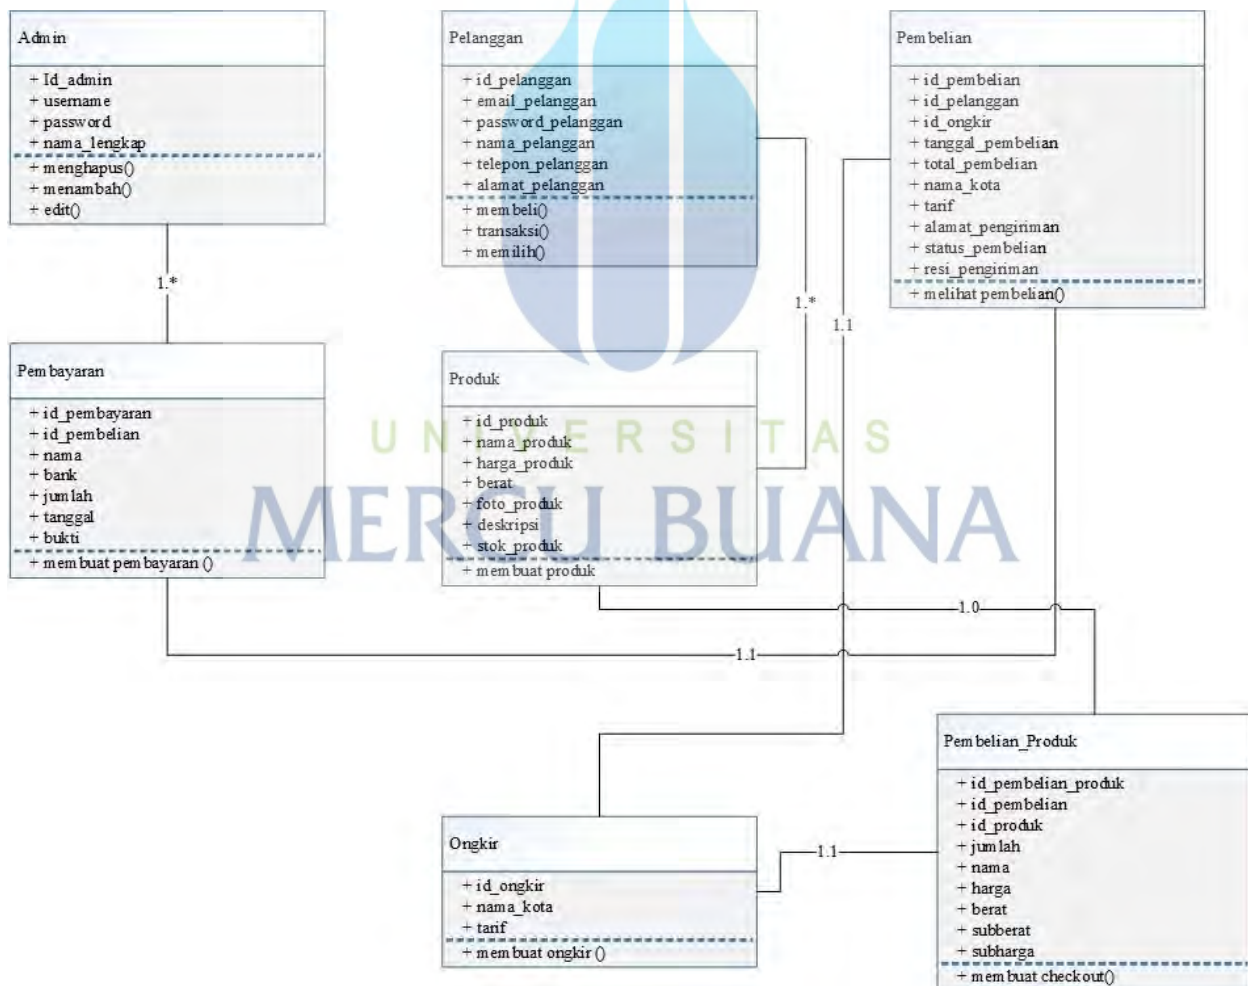 Admin
+ Id_admin
+ username
+ password
+ nama_lengkap
+ menghapus()
+ menambah()
+ edit()
Pelanggan
+ id_pelanggan
+ email_pelanggan
+ password_pelanggan
+ nama_pelanggan
+ telepon_pelanggan
+ alamat_pelanggan
+ membeli()
+ transaksi()
+ memilih()
Pembelian
+ id_pembelian
+ id_pelanggan
+ id_ongkir
+ tanggal_pembelian
+ total_pembelian
+ nama_kota
+ tarif
+ alamat_pengiriman
+ status_pembelian
+ resi_pengiriman
+ melihat pembelian()
1.*
1.*
1.1
Pembayaran
+ id_pembayaran
+ id_pembelian
+ nama
+ bank
+ jumlah
+ tanggal
+ bukti
+ membuat pembayaran ()
Produk
+ id_produk
+ nama_produk
+ harga_produk
+ berat
+ foto_produk
+ deskripsi
+ stok_produk
+ membuat produk
UNIVERSITAS
MERCU BUANA
1.0
1.1
Pembelian_Produk
+ id_pembelian_produk
+ id_pembelian
+ id_produk
+ jumlah
+ nama
+ harga
+ berat
+ subberat
+ subharga
+ membuat checkout()
Ongkir
+ id_ongkir
+ nama_kota
+ tarif
+ membuat ongkir ()
1.1